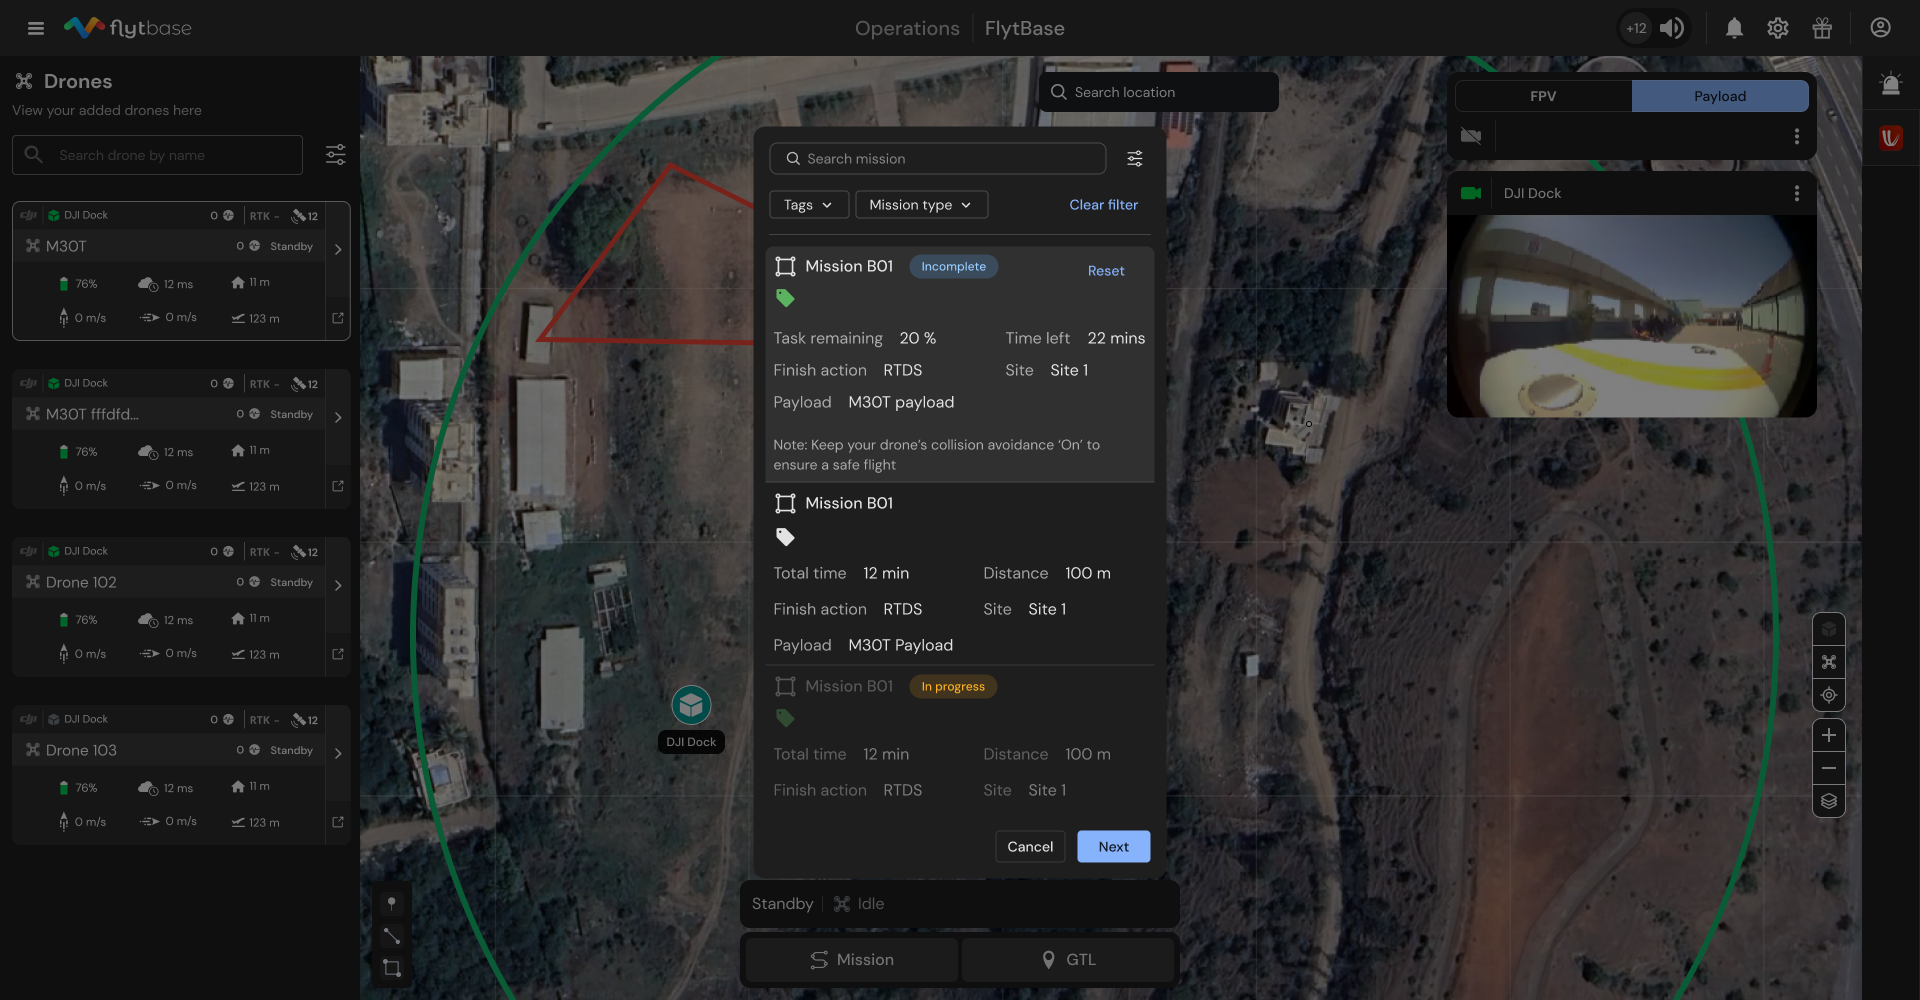 flytbase
Operations FlytBase
+12
Drones
View your added drones here
Search drone by name
DJI Dock 0 RTK - 12
M30T 0 Standby
76% 12 ms 11 m
0 m/s 0 m/s 123 m
DJI Dock 0 RTK - 12
M30T fffdfd... 0 Standby
76% 12 ms 11 m
0 m/s 0 m/s 123 m
DJI Dock 0 RTK - 12
Drone 102 0 Standby
76% 12 ms 11 m
0 m/s 0 m/s 123 m
DJI Dock 0 RTK - 12
Drone 103 0 Standby
76% 12 ms 11 m
0 m/s 0 m/s 123 m
Search location
Search mission
Tags Mission type Clear filter
Mission B01 Incomplete Reset
Task remaining 20 % Time left 22 mins
Finish action RTDS Site Site 1
Payload M30T payload
Note: Keep your drone’s collision avoidance ‘On’ to
ensure a safe flight
Mission B01
Total time 12 min Distance 100 m
Finish action RTDS Site Site 1
Payload M30T Payload
Mission B01 In progress
Total time 12 min Distance 100 m
Finish action RTDS Site Site 1
Cancel Next
DJI Dock
Standby Idle
Mission GTL
FPV Payload
DJI Dock